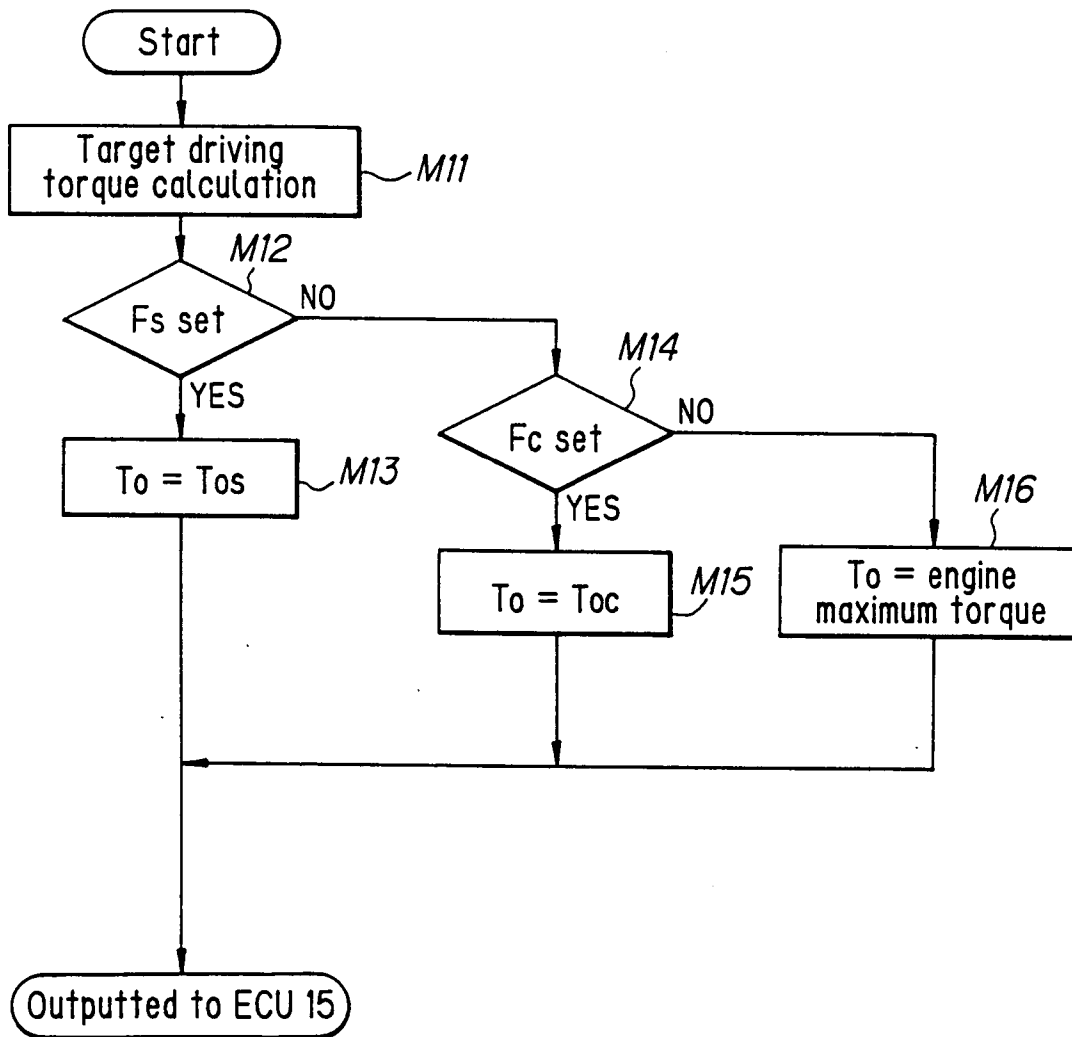 Start
Target driving
torque calculation
M11
M12
Fs set
NO
YES
To = Tos
M13
M14
Fc set
NO
YES
To = Toc
M15
M16
To = engine
maximum torque
Outputted to ECU 15